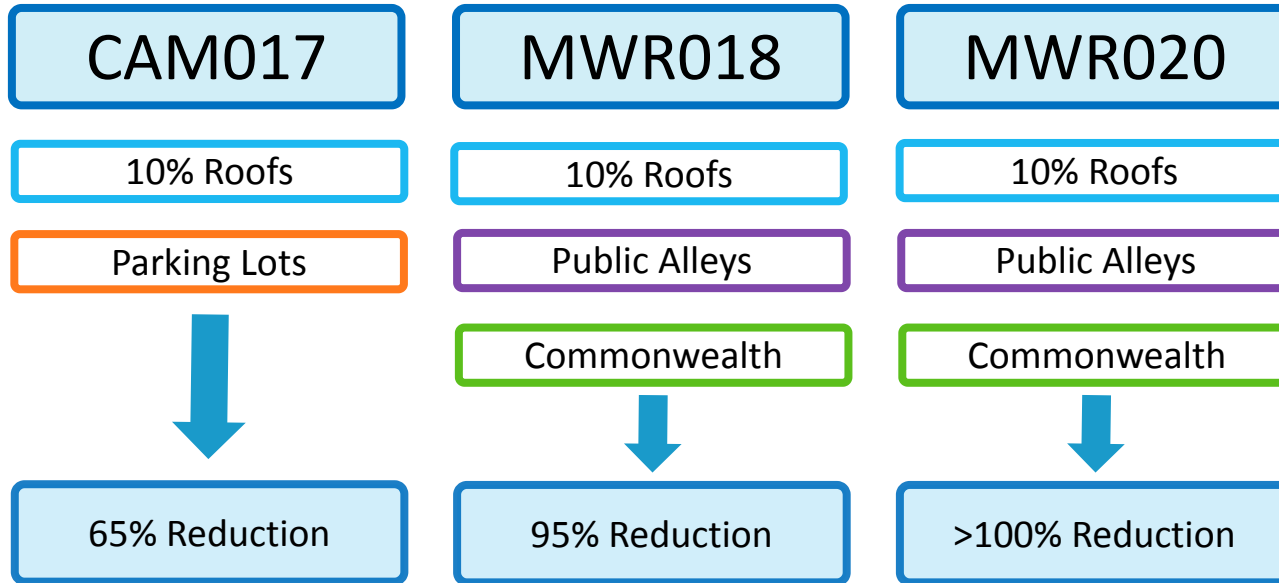 CAM017
10% Roofs
Parking Lots
65% Reduction
MWR018
10% Roofs
Public Alleys
Commonwealth
95% Reduction
MWR020
10% Roofs
Public Alleys
Commonwealth
>100% Reduction